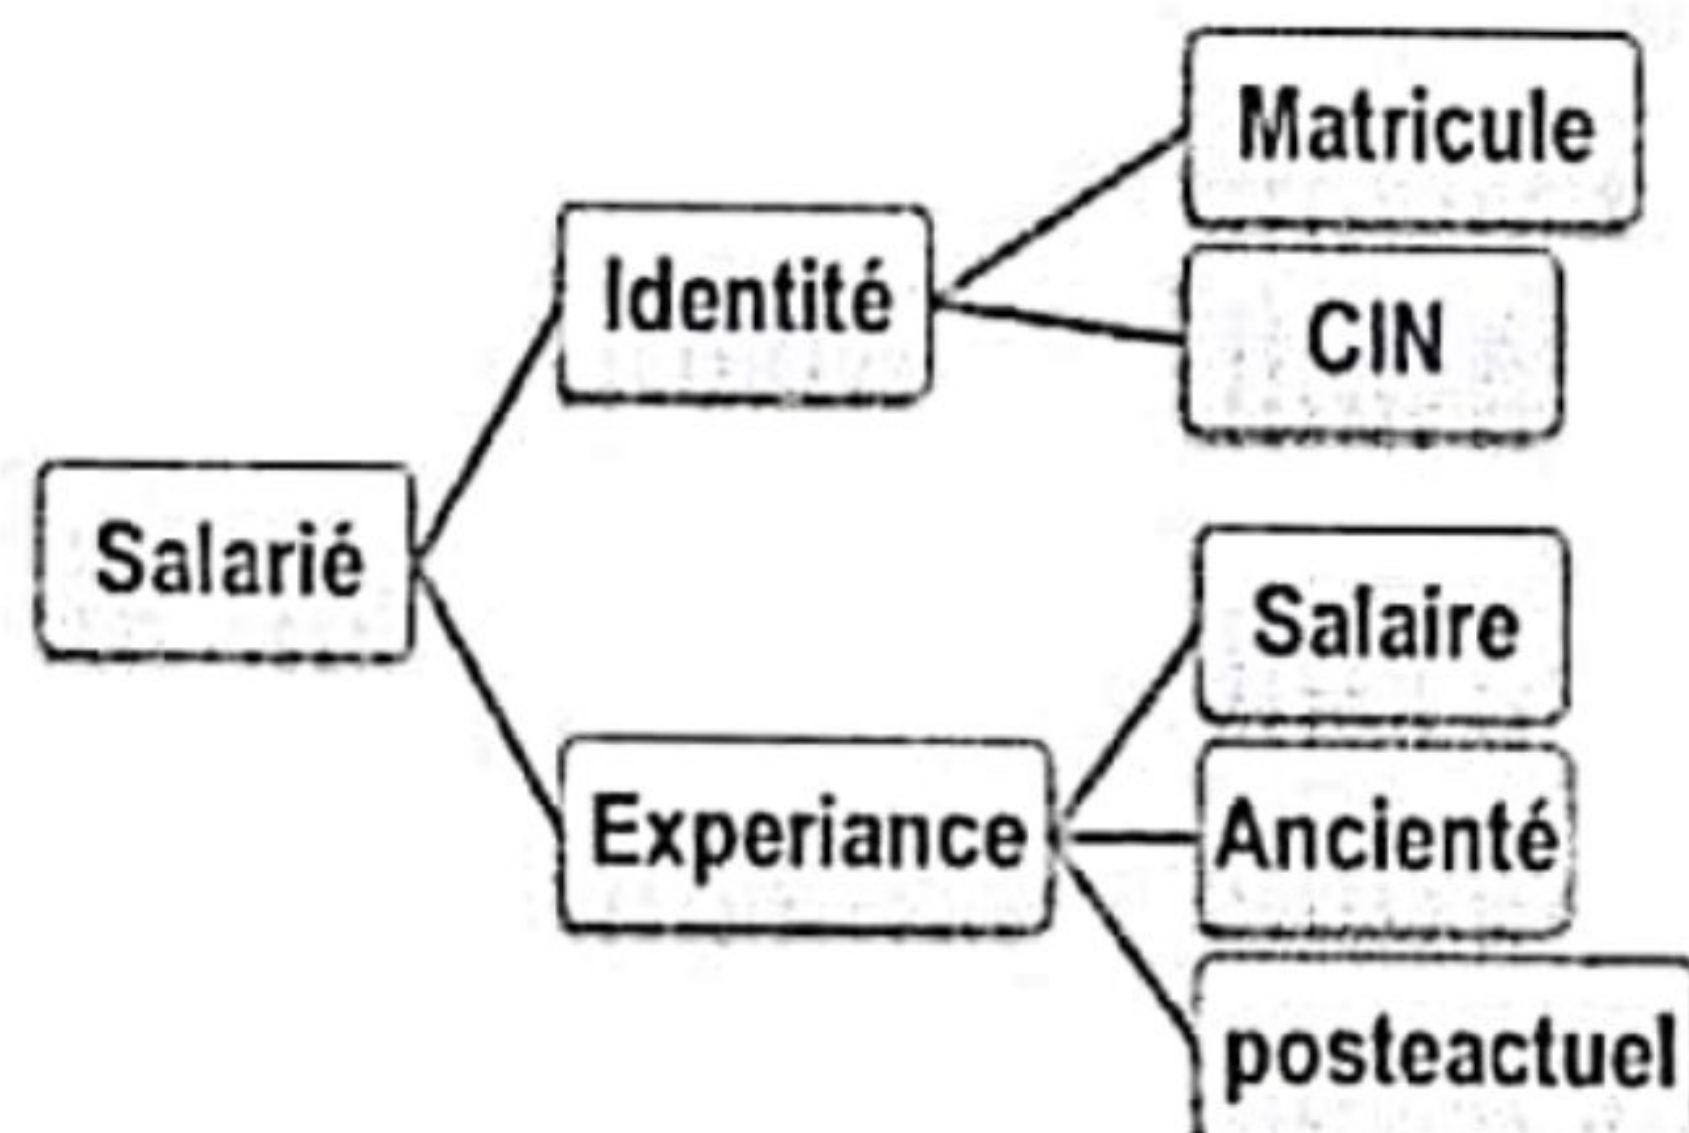 Matricule
Identité
CIN
Salarié
Salaire
Experiance
Ancienté
posteactuel